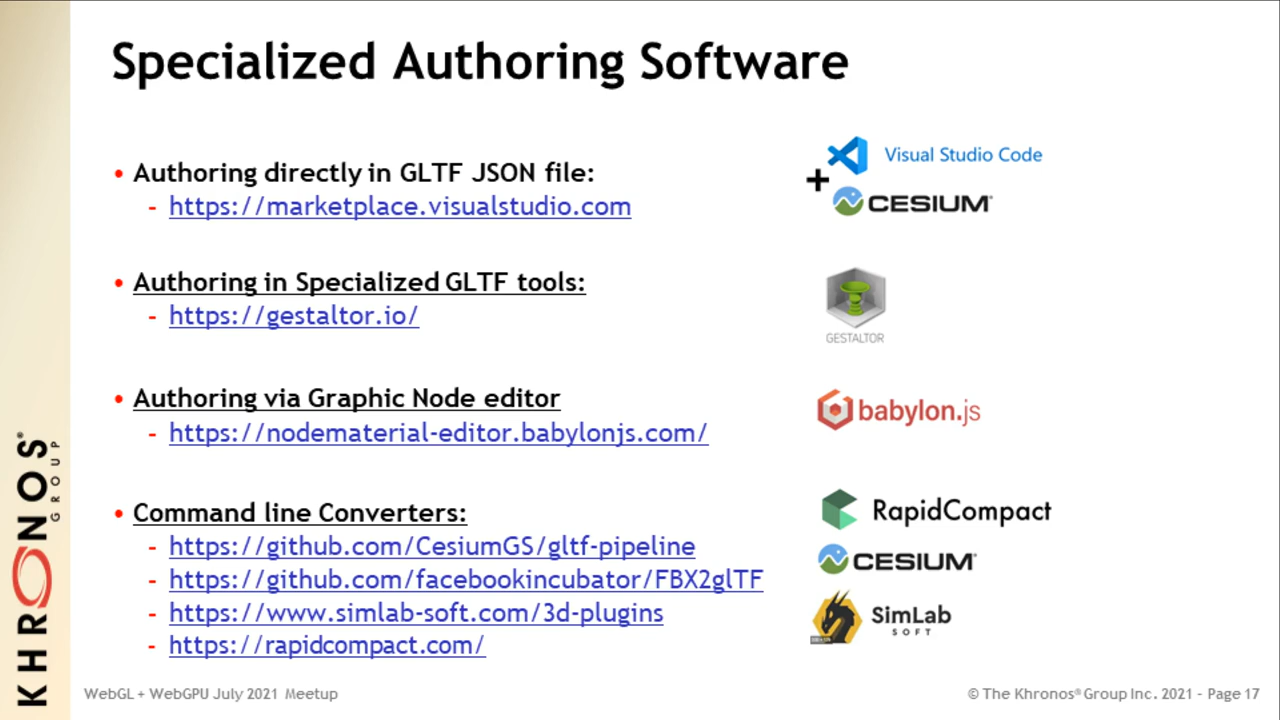 Specialized Authoring Software
• Authoring directly in GLTF JSON file:
- https://marketplace.visualstudio.com
Visual Studio Code
+
CESIUM®
• Authoring in Specialized GLTF tools:
- https://gestaltor.io/
GESTALTOR
• Authoring via Graphic Node editor
- https://nodematerial-editor.babylonjs.com/
babylon.js
• Command line Converters:
- https://github.com/CesiumGS/gltf-pipeline
- https://github.com/facebookincubator/FBX2glTF
- https://www.simlab-soft.com/3d-plugins
- https://rapidcompact.com/
RapidCompact
CESIUM®
SimLab
SOFT
KHRONOS®
GROUP
WebGL + WebGPU July 2021 Meetup
© The Khronos® Group Inc. 2021 - Page 17